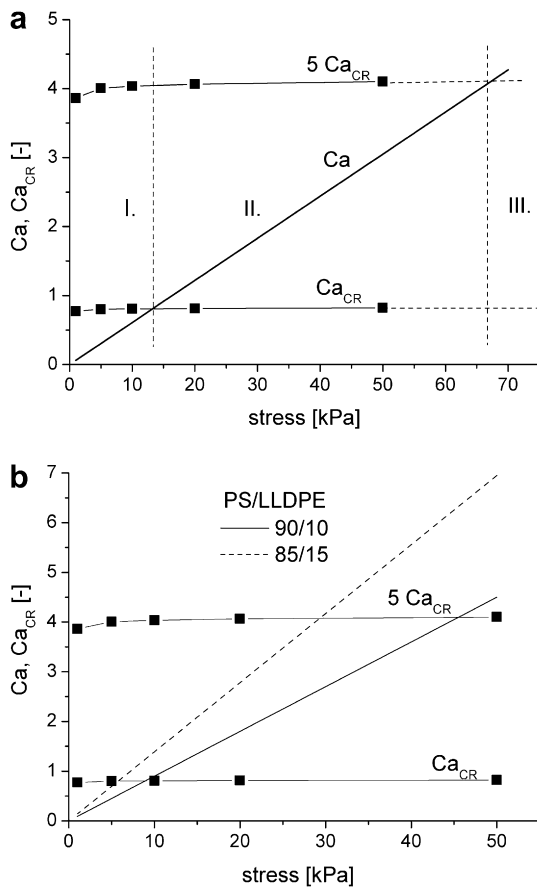 a
5
4
3
2
1
0
Ca, CaCR [-]
5 CaCR
Ca
I.
II.
III.
CaCR
0
10
20
30
40
50
60
70
stress [kPa]
b
7
6
5
4
3
2
1
0
Ca, CaCR [-]
PS/LLDPE
90/10
85/15
5 CaCR
CaCR
0
10
20
30
40
50
stress [kPa]